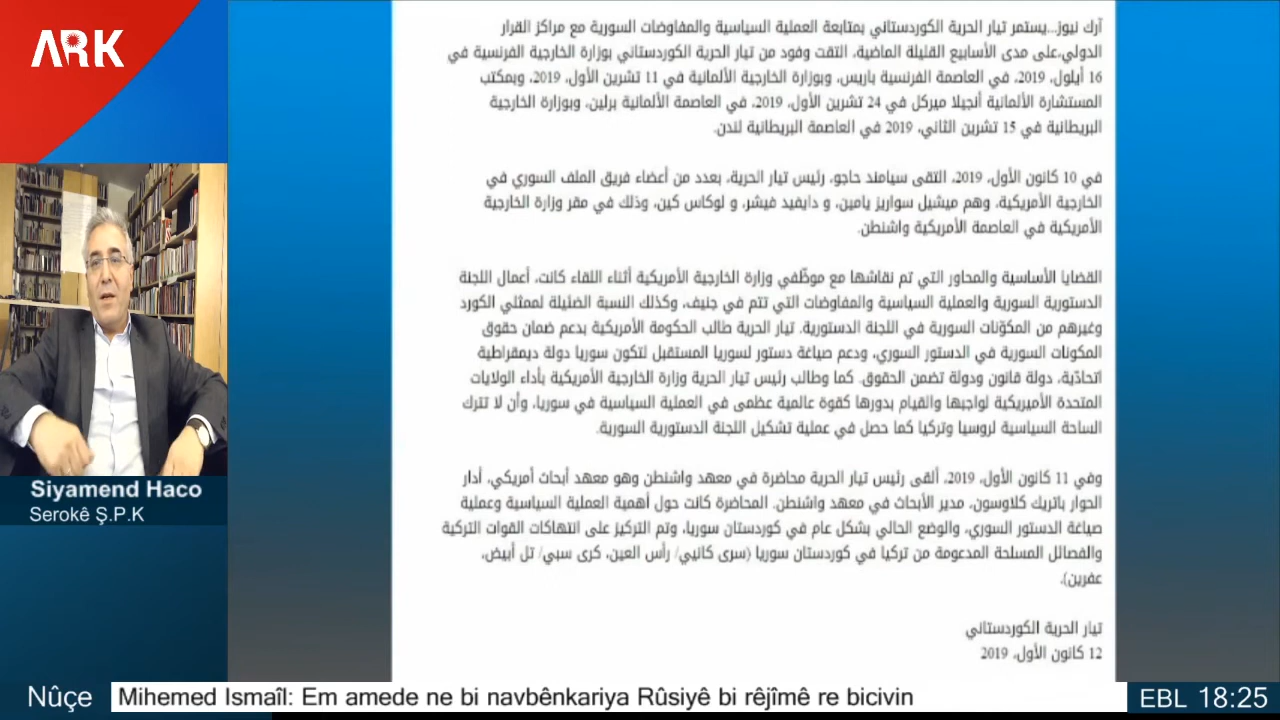 ARK
آرك نيوز...يستمر تيار الحرية الكوردستاني بمتابعة العملية السياسية والمفاوضات السورية مع مراكز القرار
الدولي،على مدى الأسابيع القليلة الماضية، التقت وفود من تيار الحرية الكوردستاني بوزارة الخارجية الفرنسية في
16 أيلول، 2019، في العاصمة الفرنسية باريس، وبوزارة الخارجية الألمانية في 11 تشرين الأول، 2019، وبمكتب
المستشارة الألمانية أنجيلا ميركل في 24 تشرين الأول، 2019، في العاصمة الألمانية برلين، وبوزارة الخارجية
البريطانية في 15 تشرين الثاني، 2019 في العاصمة البريطانية لندن.
في 10 كانون الأول، 2019، التقى سيامند حاجو، رئيس تيار الحرية، بعدد من أعضاء فريق الملف السوري في
الخارجية الأمريكية، وهم ميشيل سواريز يامين، و دايفيد فيشر، و لوكاس كين، وذلك في مقر وزارة الخارجية
الأمريكية في العاصمة الأمريكية واشنطن.
القضايا الأساسية والمحاور التي تم نقاشها مع موظّفي وزارة الخارجية الأمريكية أثناء اللقاء كانت، أعمال اللجنة
الدستورية السورية والعملية السياسية والمفاوضات التي تتم في جنيف، وكذلك النسبة الضئيلة لممثلي الكورد
وغيرهم من المكوّنات السورية في اللجنة الدستورية. تيار الحرية طالب الحكومة الأمريكية بدعم ضمان حقوق
المكونات السورية في الدستور السوري، ودعم صياغة دستور لسوريا المستقبل لتكون سوريا دولة ديمقراطية
اتحاديّة، دولة قانون ودولة تضمن الحقوق. كما وطالب رئيس تيار الحرية وزارة الخارجية الأمريكية بأداء الولايات
المتحدة الأميريكية لواجبها والقيام بدورها كقوة عالمية عظمى في العملية السياسية في سوريا، وأن لا تترك
الساحة السياسية لروسيا وتركيا كما حصل في عملية تشكيل اللجنة الدستورية السورية.
وفي 11 كانون الأول، 2019، ألقى رئيس تيار الحرية محاضرة في معهد واشنطن وهو معهد أبحاث أمريكي، أدار
الحوار باتريك كلاوسون، مدير الأبحاث في معهد واشنطن. المحاضرة كانت حول أهمية العملية السياسية وعملية
صياغة الدستور السوري، والوضع الحالي بشكل عام في كوردستان سوريا، وتم التركيز على انتهاكات القوات التركية
والفصائل المسلحة المدعومة من تركيا في كوردستان سوريا (سرى كانيي/ رأس العين، كرى سبي/ تل أبيض،
عفرين).
تيار الحرية الكوردستاني
12 كانون الأول، 2019
Siyamend Haco
Serokê Ş.P.K
Nûçe Mihemed Ismaîl: Em amede ne bi navbênkariya Rûsiyê bi rêjîmê re bicivin EBL 18:25